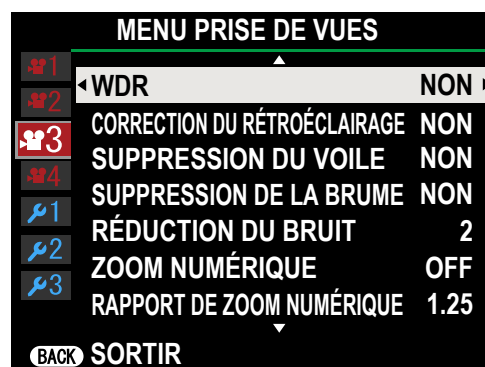 MENU PRISE DE VUES
1
2
3
4
1
2
3
WDR NON
CORRECTION DU RÉTROÉCLAIRAGE NON
SUPPRESSION DU VOILE NON
SUPPRESSION DE LA BRUME NON
RÉDUCTION DU BRUIT 2
ZOOM NUMÉRIQUE OFF
RAPPORT DE ZOOM NUMÉRIQUE 1.25
BACK SORTIR